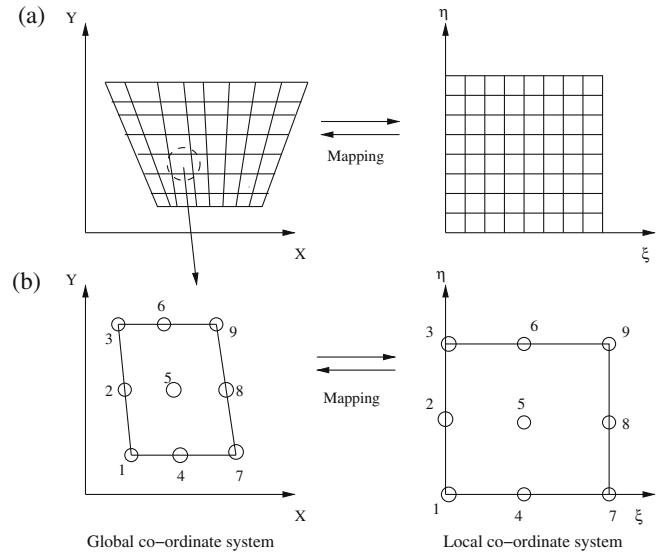 (a)
Y
η
Mapping
X
ξ
(b)
Y
η
3
6
9
2
5
8
1
4
7
Mapping
3
6
9
2
5
8
1
4
7
X
ξ
Global co-ordinate system
Local co-ordinate system